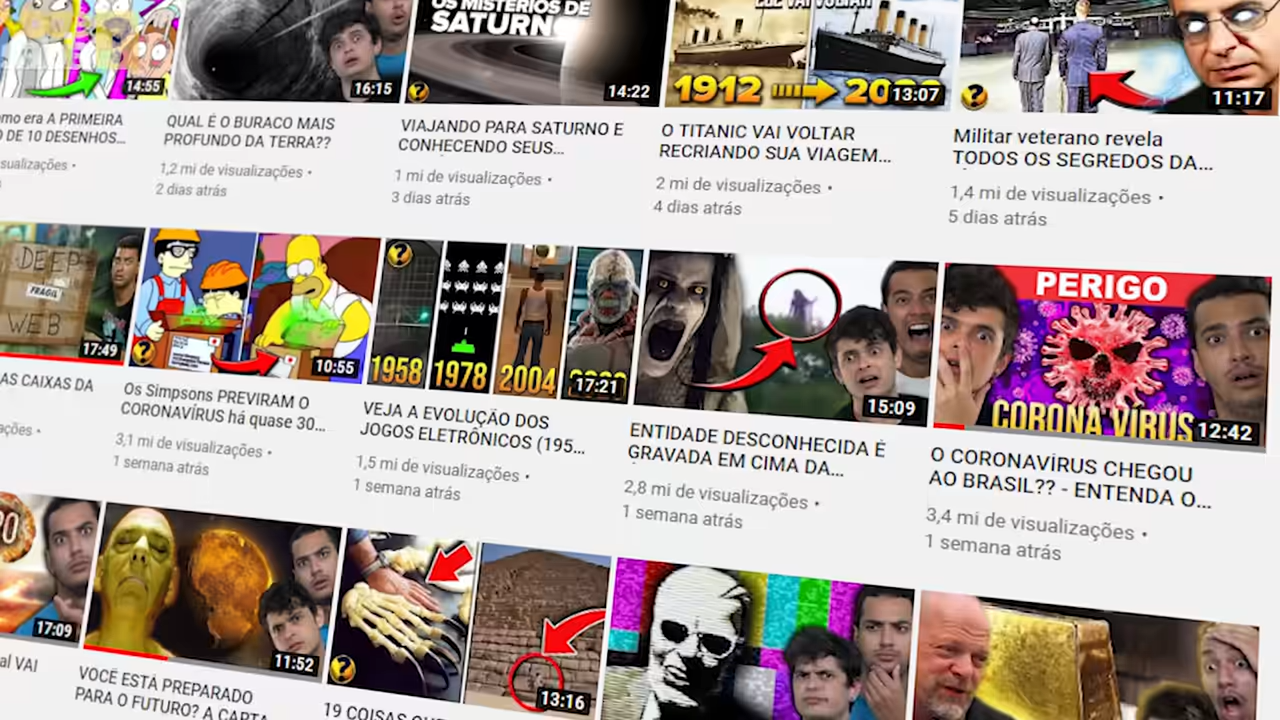 OS MISTÉRIOS DE
SATURNO
1912
13:07
14:55
16:15
14:22
11:17
A PRIMEIRA
DE 10 DESENHOS...
visualizações •
QUAL É O BURACO MAIS
PROFUNDO DA TERRA??
1,2 mi de visualizações •
2 dias atrás
VIAJANDO PARA SATURNO E
CONHECENDO SEUS...
1 mi de visualizações •
3 dias atrás
O TITANIC VAI VOLTAR
RECRIANDO SUA VIAGEM...
2 mi de visualizações •
4 dias atrás
Militar veterano revela
TODOS OS SEGREDOS DA...
1,4 mi de visualizações •
5 dias atrás
DEEP
FRAGIL
WEB
17:49
10:55
1958
1978
2004
17:21
15:09
PERIGO
CORONA VÍRUS
12:42
AS CAIXAS DA
Os Simpsons PREVIRAM O
CORONAVÍRUS há quase 30...
3,1 mi de visualizações •
1 semana atrás
VEJA A EVOLUÇÃO DOS
JOGOS ELETRÔNICOS (195...
1,5 mi de visualizações •
1 semana atrás
ENTIDADE DESCONHECIDA É
GRAVADA EM CIMA DA...
2,8 mi de visualizações •
1 semana atrás
O CORONAVÍRUS CHEGOU
AO BRASIL?? - ENTENDA O...
3,4 mi de visualizações •
1 semana atrás
17:09
11:52
13:16
VAI
VOCÊ ESTÁ PREPARADO
PARA O FUTURO? A CARTA
19 COISAS QUE